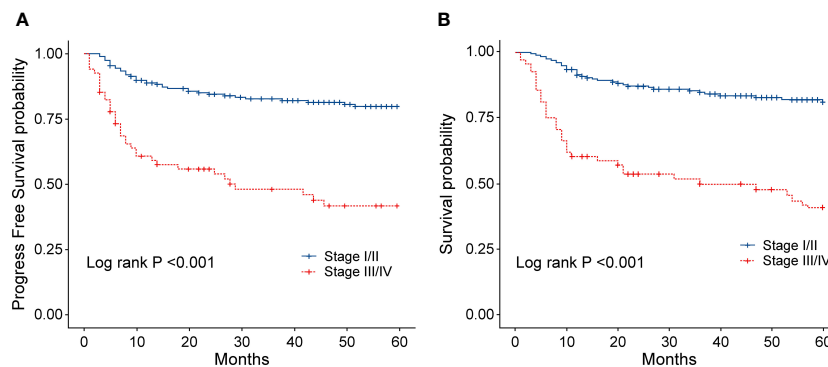 A
Progress Free Survival probability
1.00
0.75
0.50
0.25
0.00
Log rank P <0.001
Stage I/II
Stage III/IV
0 10 20 30 40 50 60
Months
B
Survival probability
1.00
0.75
0.50
0.25
0.00
Log rank P <0.001
Stage I/II
Stage III/IV
0 10 20 30 40 50 60
Months